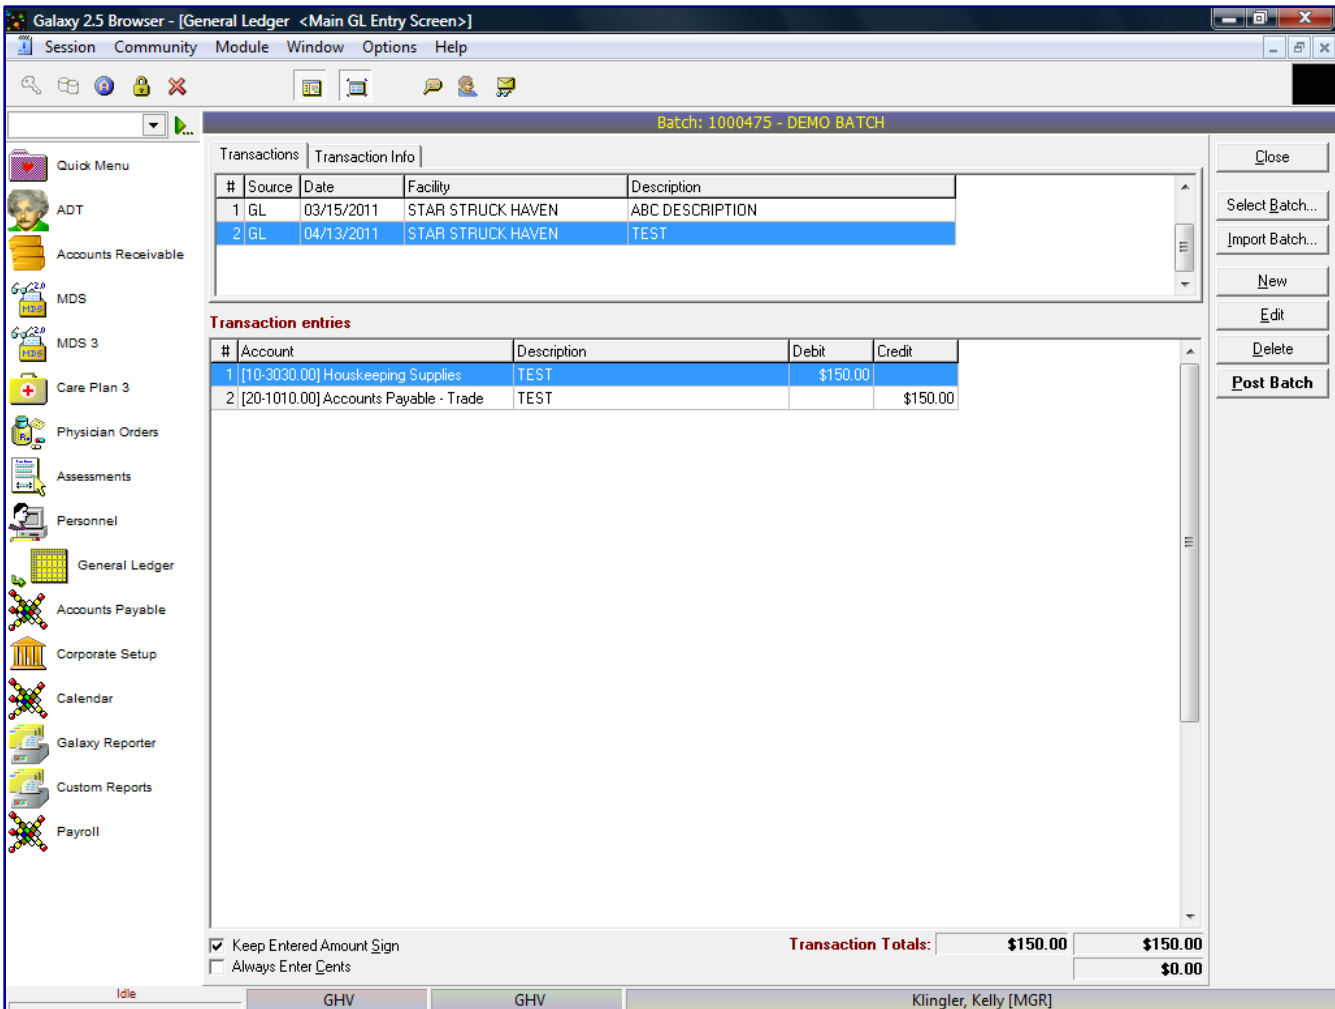 Galaxy 2.5 Browser - [General Ledger <Main GL Entry Screen>]
Session Community Module Window Options Help
Batch: 1000475 - DEMO BATCH
Quick Menu
ADT
Accounts Receivable
MDS
MDS 3
Care Plan 3
Physician Orders
Assessments
Personnel
General Ledger
Accounts Payable
Corporate Setup
Calendar
Galaxy Reporter
Custom Reports
Payroll
Transactions Transaction Info
# Source Date Facility Description
1 GL 03/15/2011 STAR STRUCK HAVEN ABC DESCRIPTION
2 GL 04/13/2011 STAR STRUCK HAVEN TEST
Transaction entries
# Account Description Debit Credit
1 [10-3030.00] Houskeeping Supplies TEST $150.00
2 [20-1010.00] Accounts Payable - Trade TEST $150.00
Keep Entered Amount Sign
Always Enter Cents
Transaction Totals: $150.00 $150.00
$0.00
Close
Select Batch...
Import Batch...
New
Edit
Delete
Post Batch
Idle GHV GHV Klingler, Kelly [MGR]